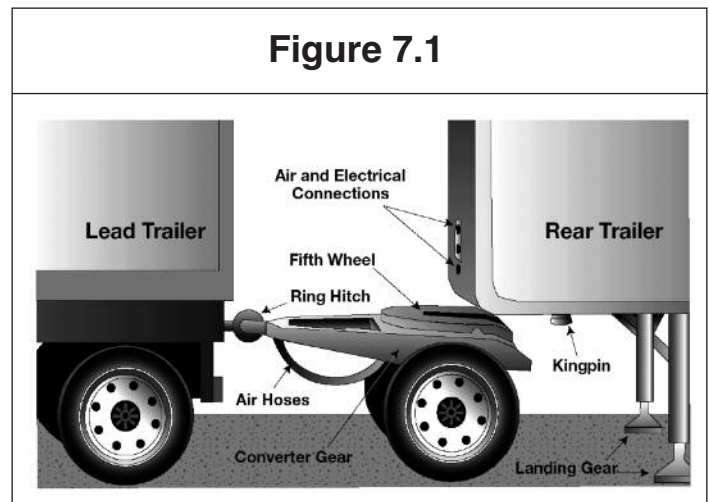 Figure 7.1
Air and Electrical
Connections
Lead Trailer
Rear Trailer
Fifth Wheel
Ring Hitch
Kingpin
Air Hoses
Converter Gear
Landing Gear